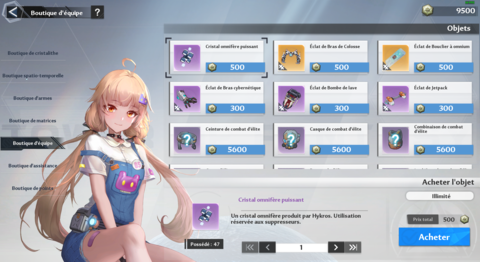 Boutique d'équipe ?
9500
Objets
Boutique de cristallite
Boutique spatio-temporelle
Boutique d'armes
Boutique de matrices
Boutique d'équipe
Boutique d'assistance
Boutique de
Cristal omnifère puissant
500
Éclat de Bras de Colosse
500
Éclat de Bouclier à omnium
500
Éclat de Bras cybernétique
300
Éclat de Bombe de lave
300
Éclat de Jetpack
300
Ceinture de combat d'élite
5600
Casque de combat d'élite
5600
Combinaison de combat
d'élite
5600
Acheter l'objet
Illimité
Cristal omnifère puissant
Un cristal omnifère produit par Hykros. Utilisation
réservée aux suppresseurs.
Possédé : 47
1
Prix total 500
Acheter